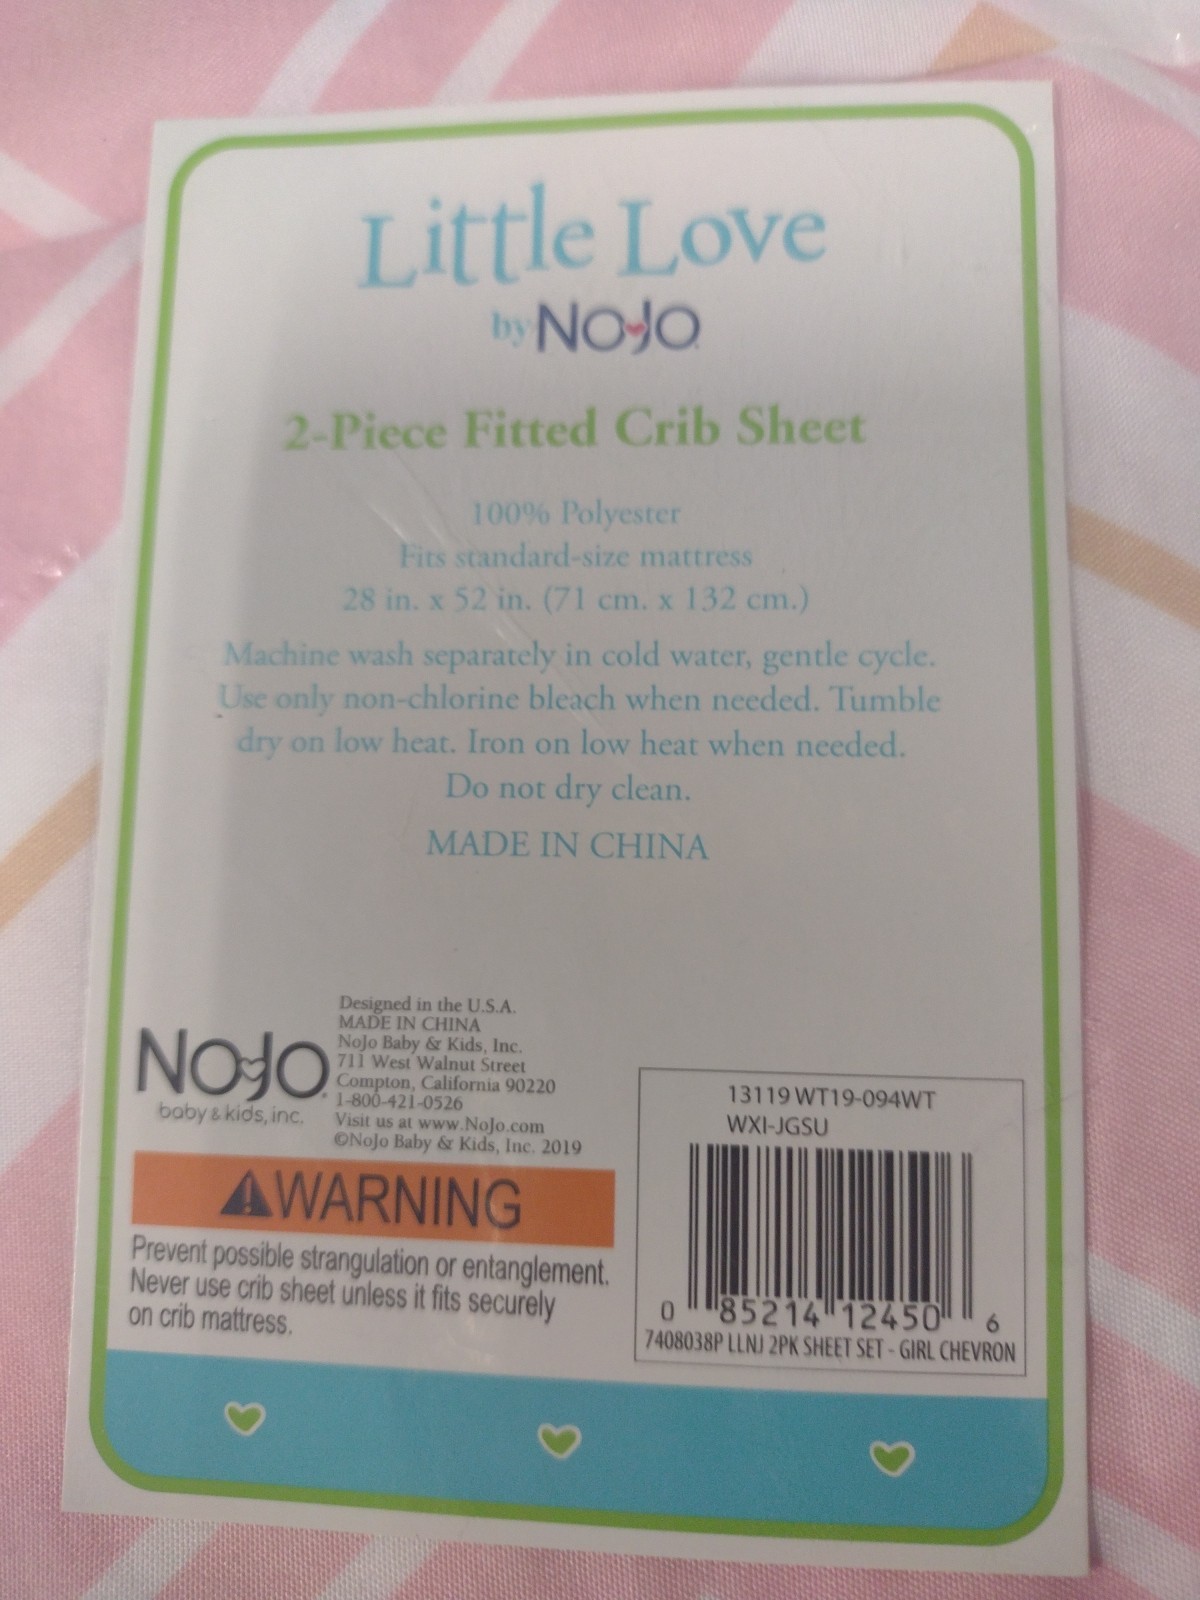 Little Love
by NoJo
2-Piece Fitted Crib Sheet
100% Polyester
Fits standard-size mattress
28 in. x 52 in. (71 cm. x 132 cm.)
Machine wash separately in cold water, gentle cycle.
Use only non-chlorine bleach when needed. Tumble
dry on low heat. Iron on low heat when needed.
Do not dry clean.
MADE IN CHINA
NoJo
baby & kids, inc.
Designed in the U.S.A.
MADE IN CHINA
NoJo Baby & Kids, Inc.
711 West Walnut Street
Compton, California 90220
1-800-421-0526
Visit us at www.NoJo.com
©NoJo Baby & Kids, Inc. 2019
WARNING
Prevent possible strangulation or entanglement.
Never use crib sheet unless it fits securely
on crib mattress.
13119 WT19-094WT
WXI-JGSU
0 85214 12450 6
7408038P LLNJ 2PK SHEET SET - GIRL CHEVRON